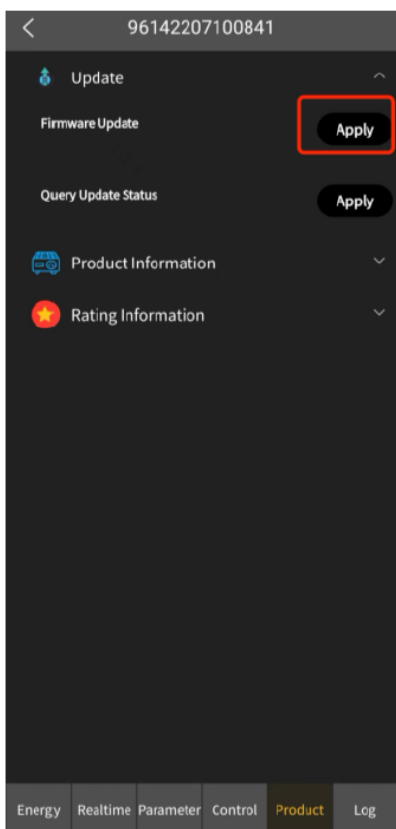 96142207100841
Update
Firmware Update
Apply
Query Update Status
Apply
Product Information
Rating Information
Energy Realtime Parameter Control Product Log